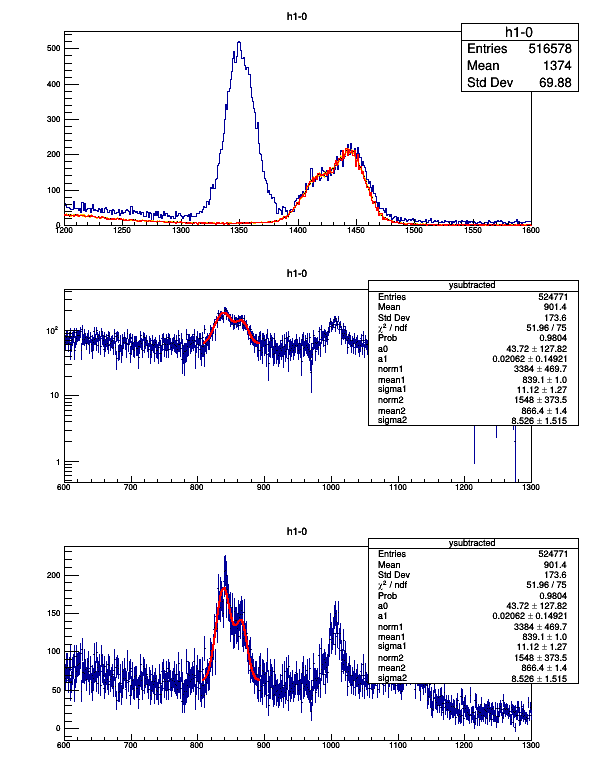 h1-0
h1-0
Entries 516578
Mean 1374
Std Dev 69.88
500
400
300
200
100
0
1200 1250 1300 1350 1400 1450 1500 1550 1600
h1-0
ysubtracted
Entries 524771
Mean 901.4
Std Dev 173.6
χ² / ndf 51.96 / 75
Prob 0.9804
a0 43.72 ± 127.82
a1 0.02062 ± 0.14921
norm1 3384 ± 469.7
mean1 839.1 ± 1.0
sigma1 11.12 ± 1.27
norm2 1548 ± 373.5
mean2 866.4 ± 1.4
sigma2 8.526 ± 1.515
10²
10
1
600 700 800 900 1000 1100 1200 1300
h1-0
ysubtracted
Entries 524771
Mean 901.4
Std Dev 173.6
χ² / ndf 51.96 / 75
Prob 0.9804
a0 43.72 ± 127.82
a1 0.02062 ± 0.14921
norm1 3384 ± 469.7
mean1 839.1 ± 1.0
sigma1 11.12 ± 1.27
norm2 1548 ± 373.5
mean2 866.4 ± 1.4
sigma2 8.526 ± 1.515
200
150
100
50
0
600 700 800 900 1000 1100 1200 1300